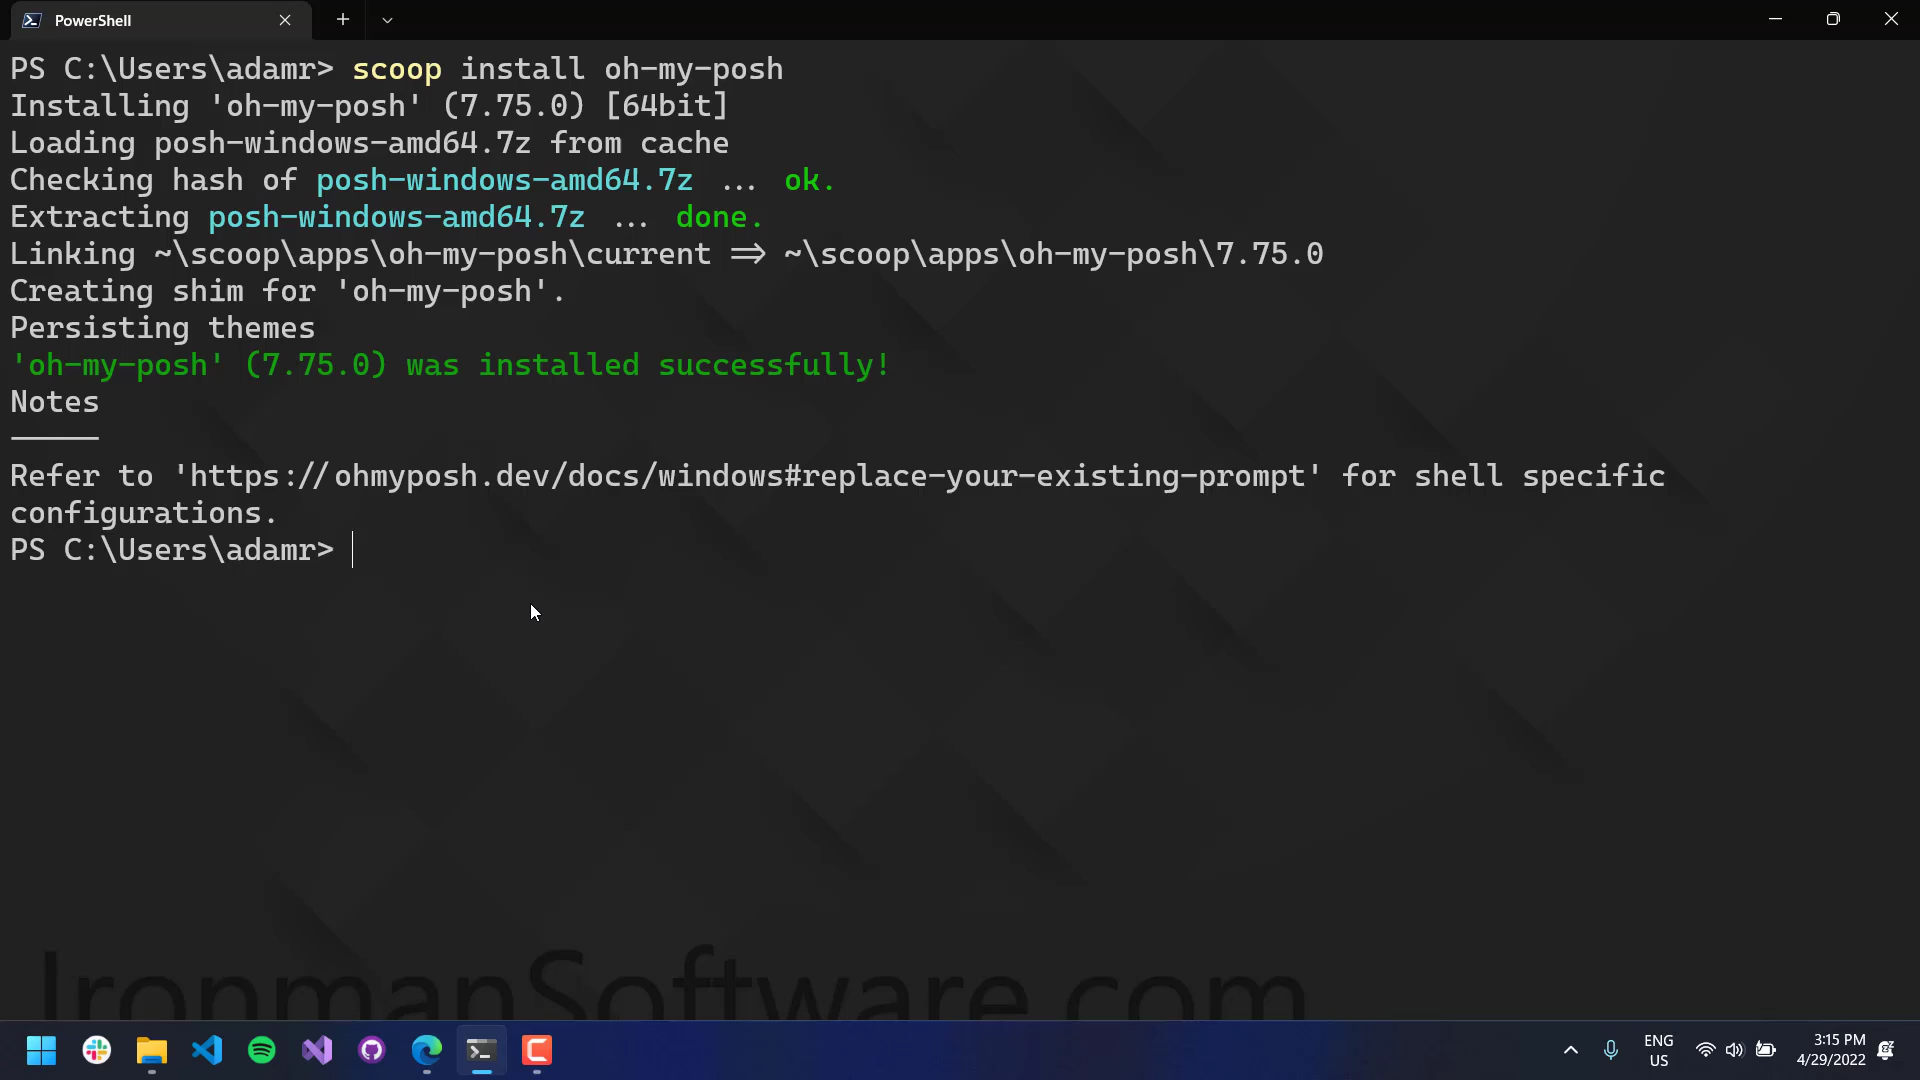 PowerShell
PS C:\Users\adamr> scoop install oh-my-posh
Installing 'oh-my-posh' (7.75.0) [64bit]
Loading posh-windows-amd64.7z from cache
Checking hash of posh-windows-amd64.7z ... ok.
Extracting posh-windows-amd64.7z ... done.
Linking ~\scoop\apps\oh-my-posh\current => ~\scoop\apps\oh-my-posh\7.75.0
Creating shim for 'oh-my-posh'.
Persisting themes
'oh-my-posh' (7.75.0) was installed successfully!
Notes
-----
Refer to 'https://ohmyposh.dev/docs/windows#replace-your-existing-prompt' for shell specific
configurations.
PS C:\Users\adamr>
IronmanSoftware.com
ENG
US
3:15 PM
4/29/2022